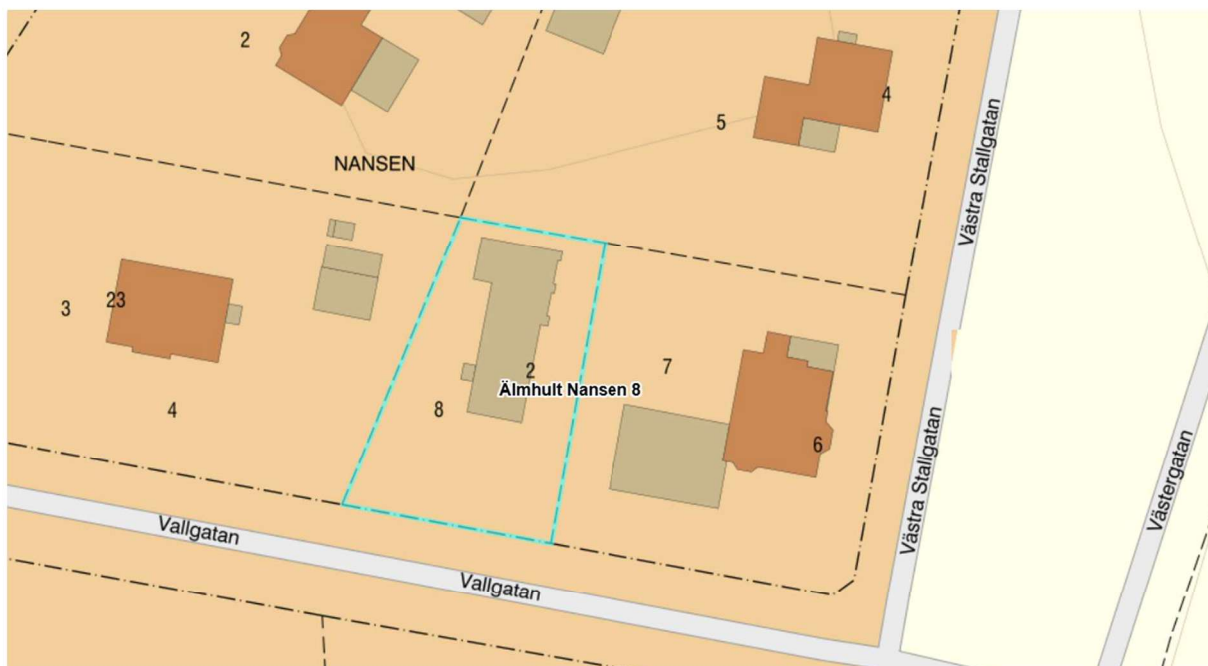 2
4
5
NANSEN
Västra Stallgatan
23
3
2
7
Älmhult Nansen 8
8
4
6
Västra Stallgatan
Västergatan
Vallgatan
Vallgatan